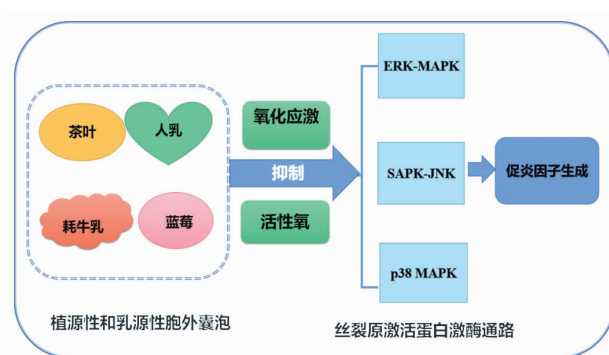 茶叶
人乳
耗牛乳
蓝莓
植源性和乳源性胞外囊泡
氧化应激
抑制
活性氧
ERK-MAPK
SAPK-JNK
p38 MAPK
促炎因子生成
丝裂原激活蛋白激酶通路